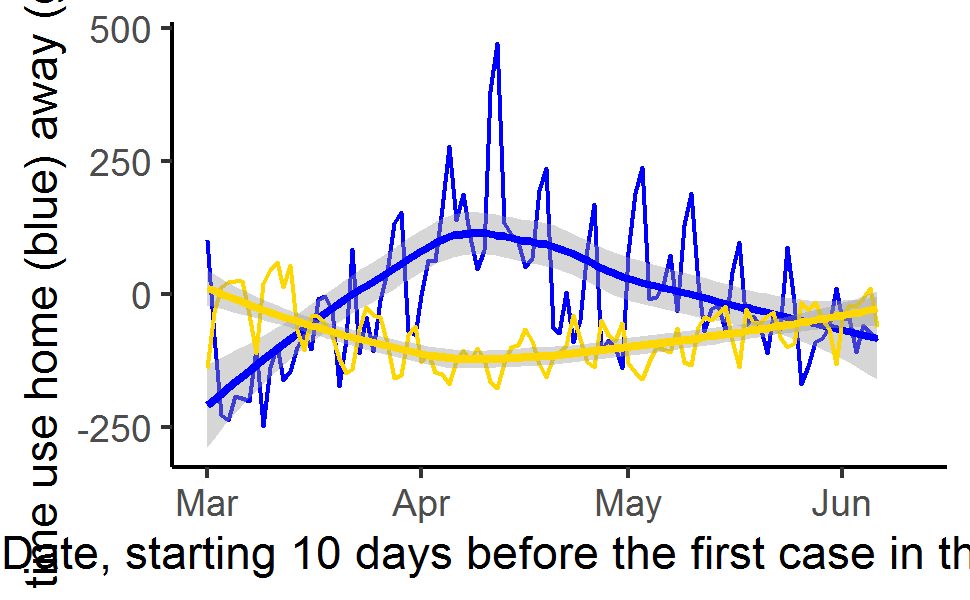 time use home (blue) away (
500
250
0
-250
Mar Apr May Jun
Date, starting 10 days before the first case in th